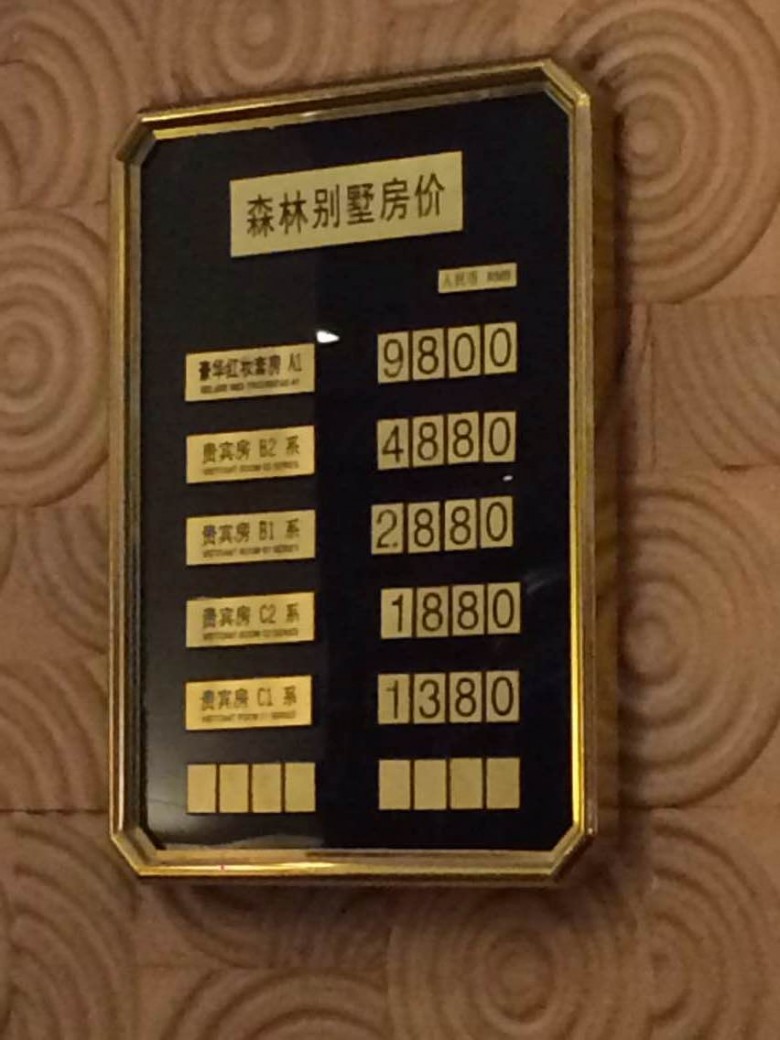 森林别墅房价
人民币 RMB
豪华红妆套房 A1
9800
贵宾房 B2 系
4880
贵宾房 B1 系
2880
贵宾房 C2 系
1880
贵宾房 C1 系
1380